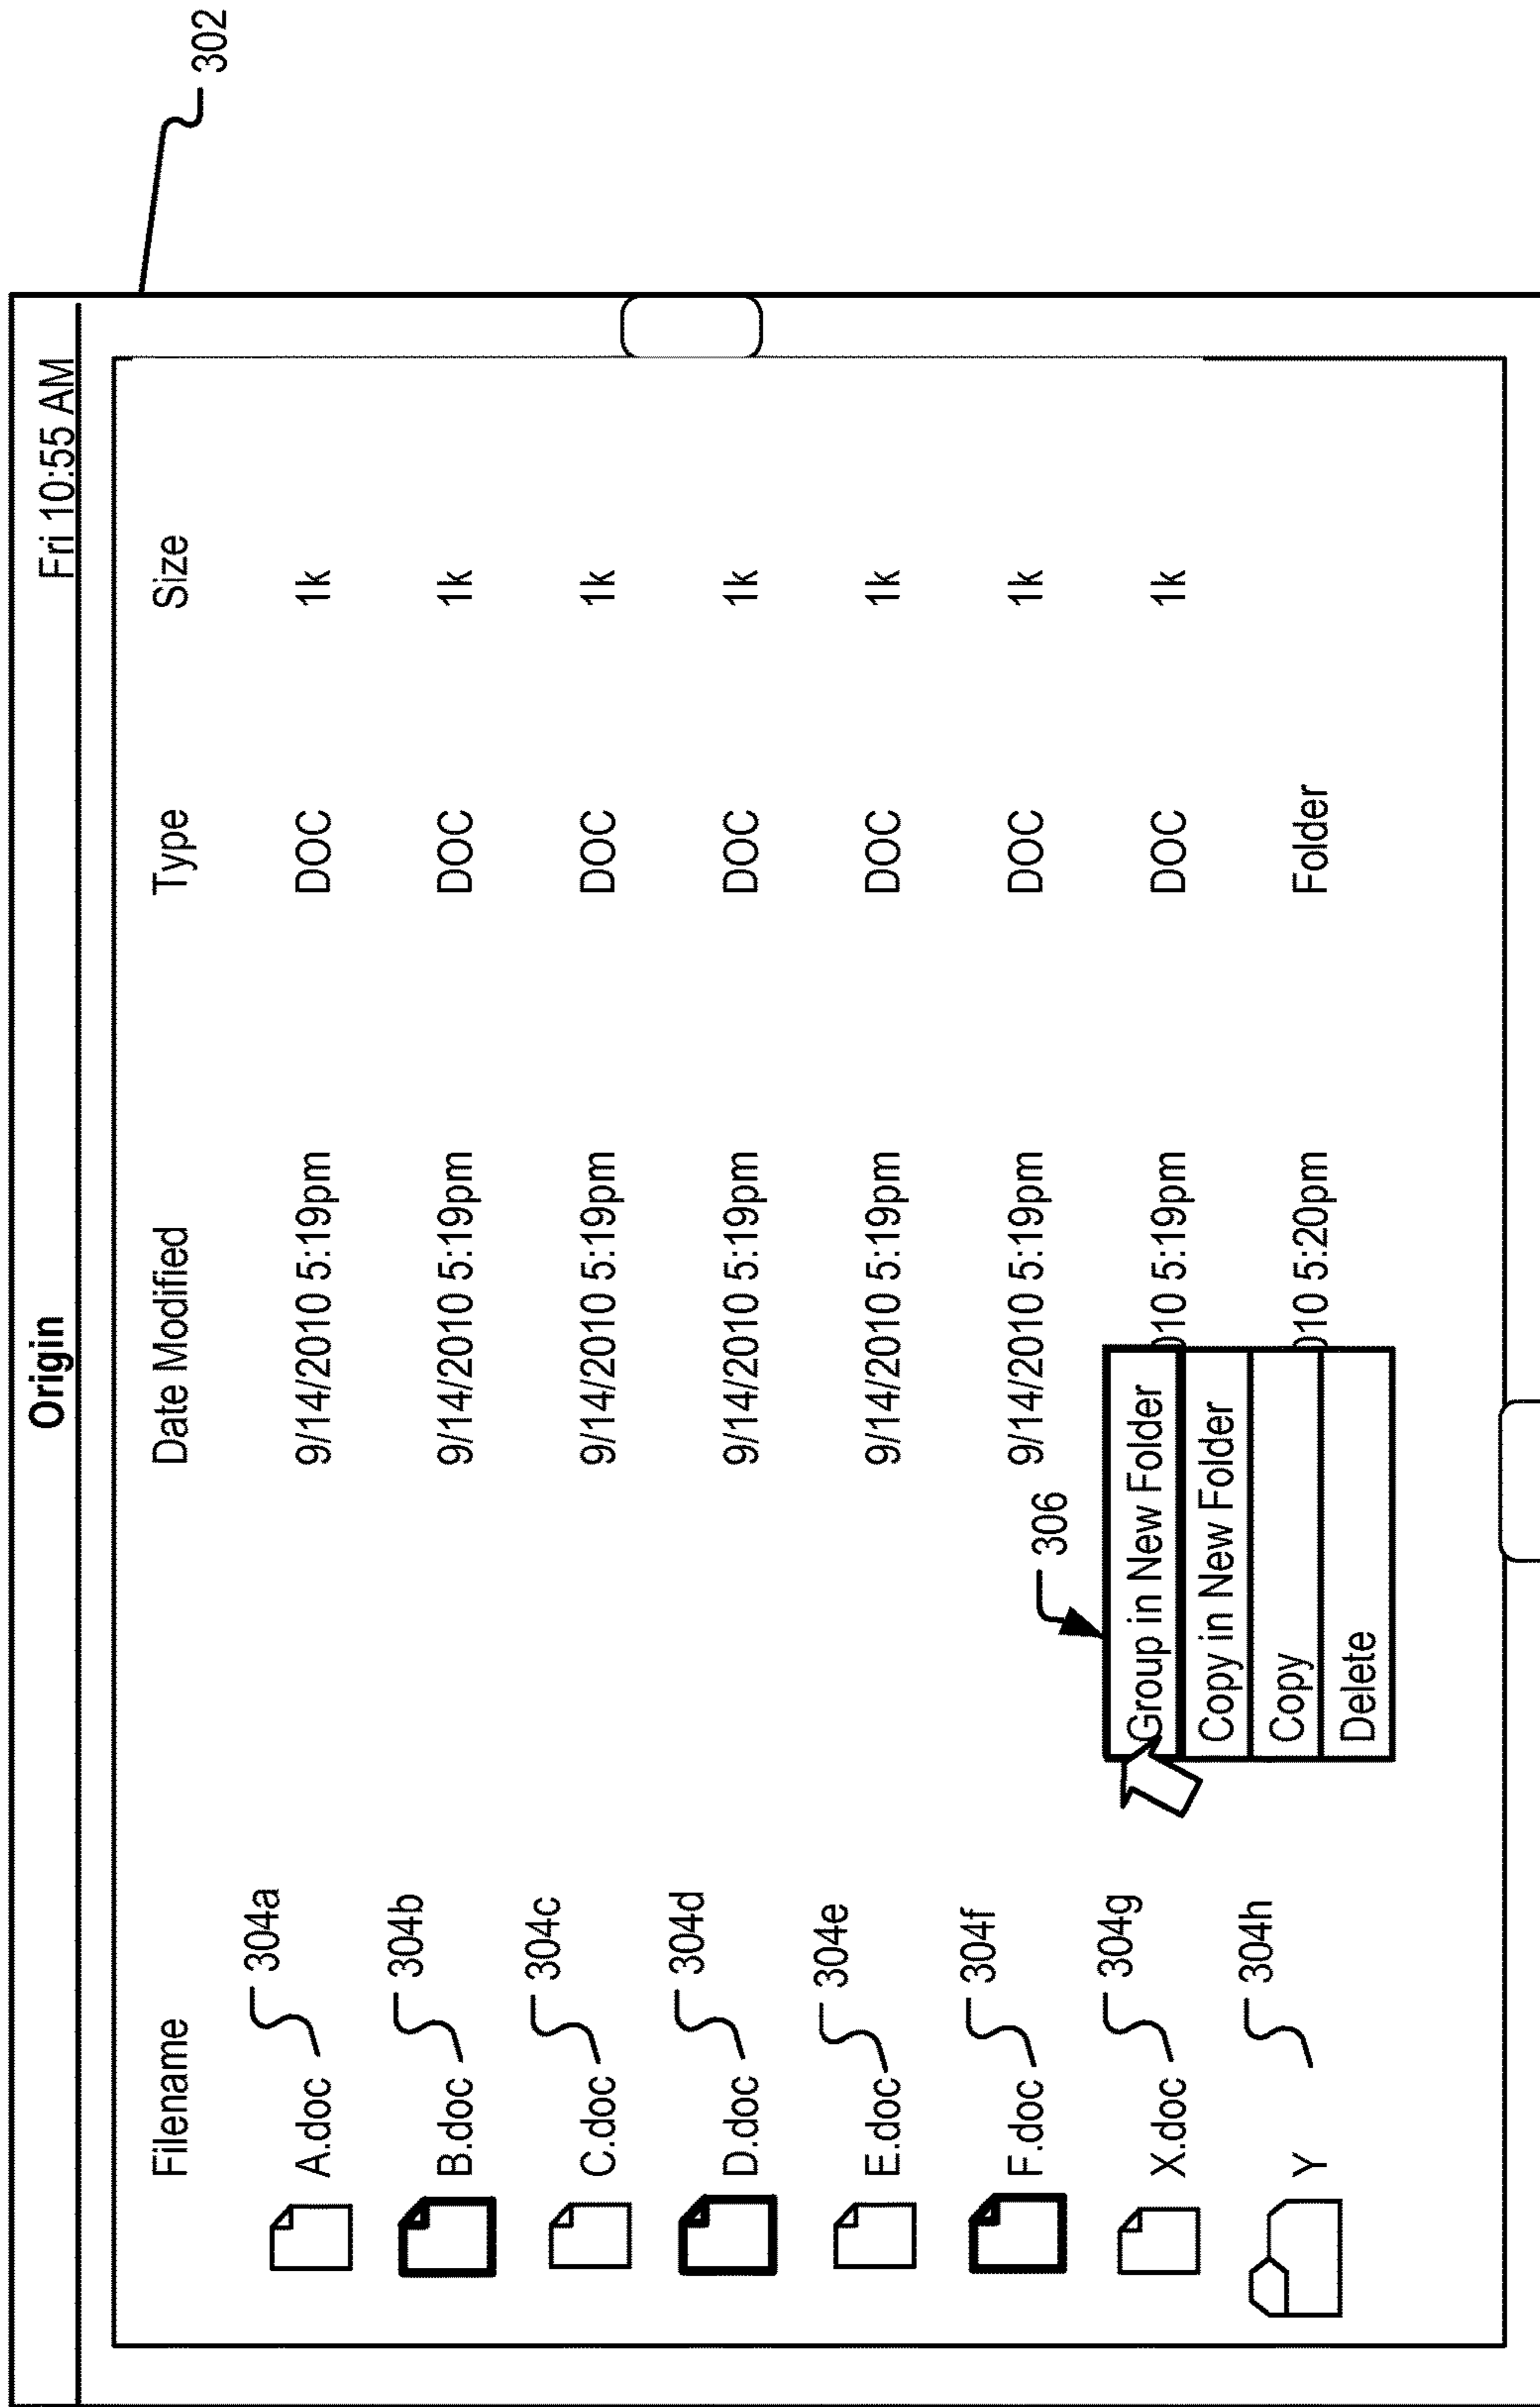 Origin
Fri 10:55 AM
302
Filename Date Modified Type Size
304a
A.doc 9/14/2010 5:19pm DOC 1k
304b
B.doc 9/14/2010 5:19pm DOC 1k
304c
C.doc 9/14/2010 5:19pm DOC 1k
304d
D.doc 9/14/2010 5:19pm DOC 1k
304e
E.doc 9/14/2010 5:19pm DOC 1k
304f
F.doc 9/14/2010 5:19pm DOC 1k
306
304g
X.doc 010 5:19pm DOC 1k
Group in New Folder
Copy in New Folder
304h
Y 010 5:20pm Folder
Copy
Delete